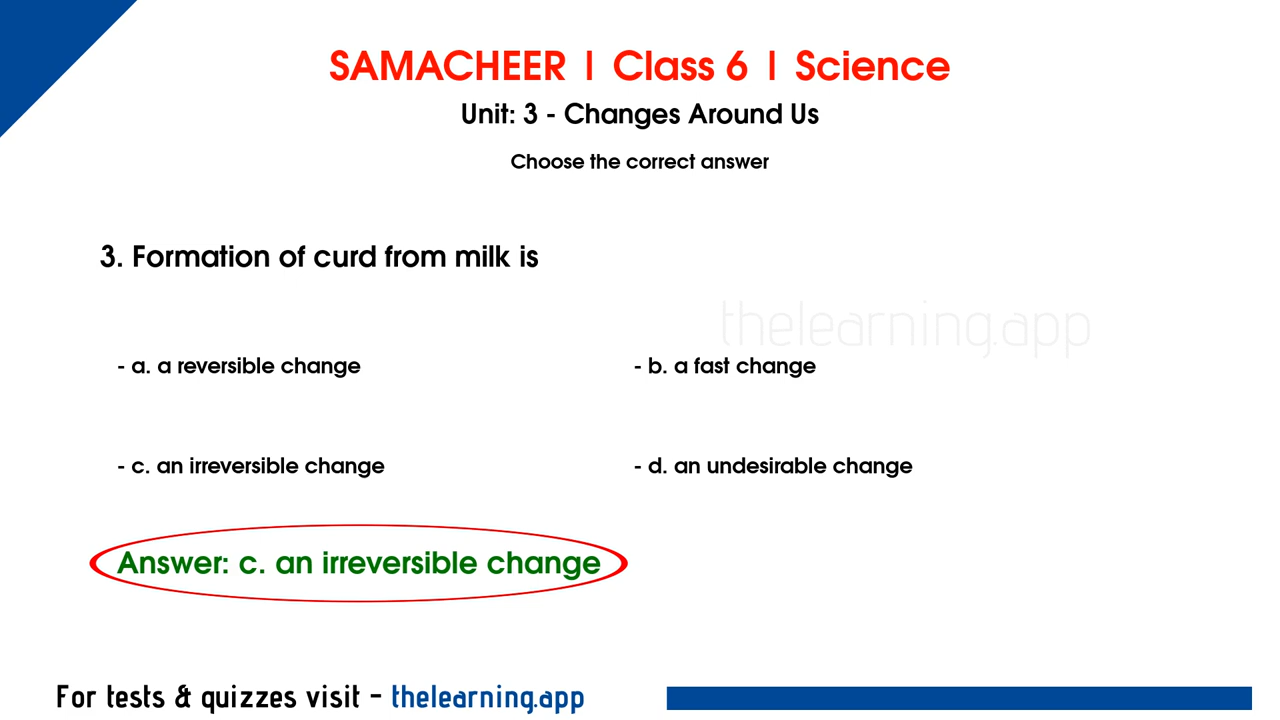 SAMACHEER | Class 6 | Science
Unit: 3 - Changes Around Us
Choose the correct answer
3. Formation of curd from milk is
thelearning.app
- a. a reversible change
- b. a fast change
- c. an irreversible change
- d. an undesirable change
Answer: c. an irreversible change
For tests & quizzes visit - thelearning.app